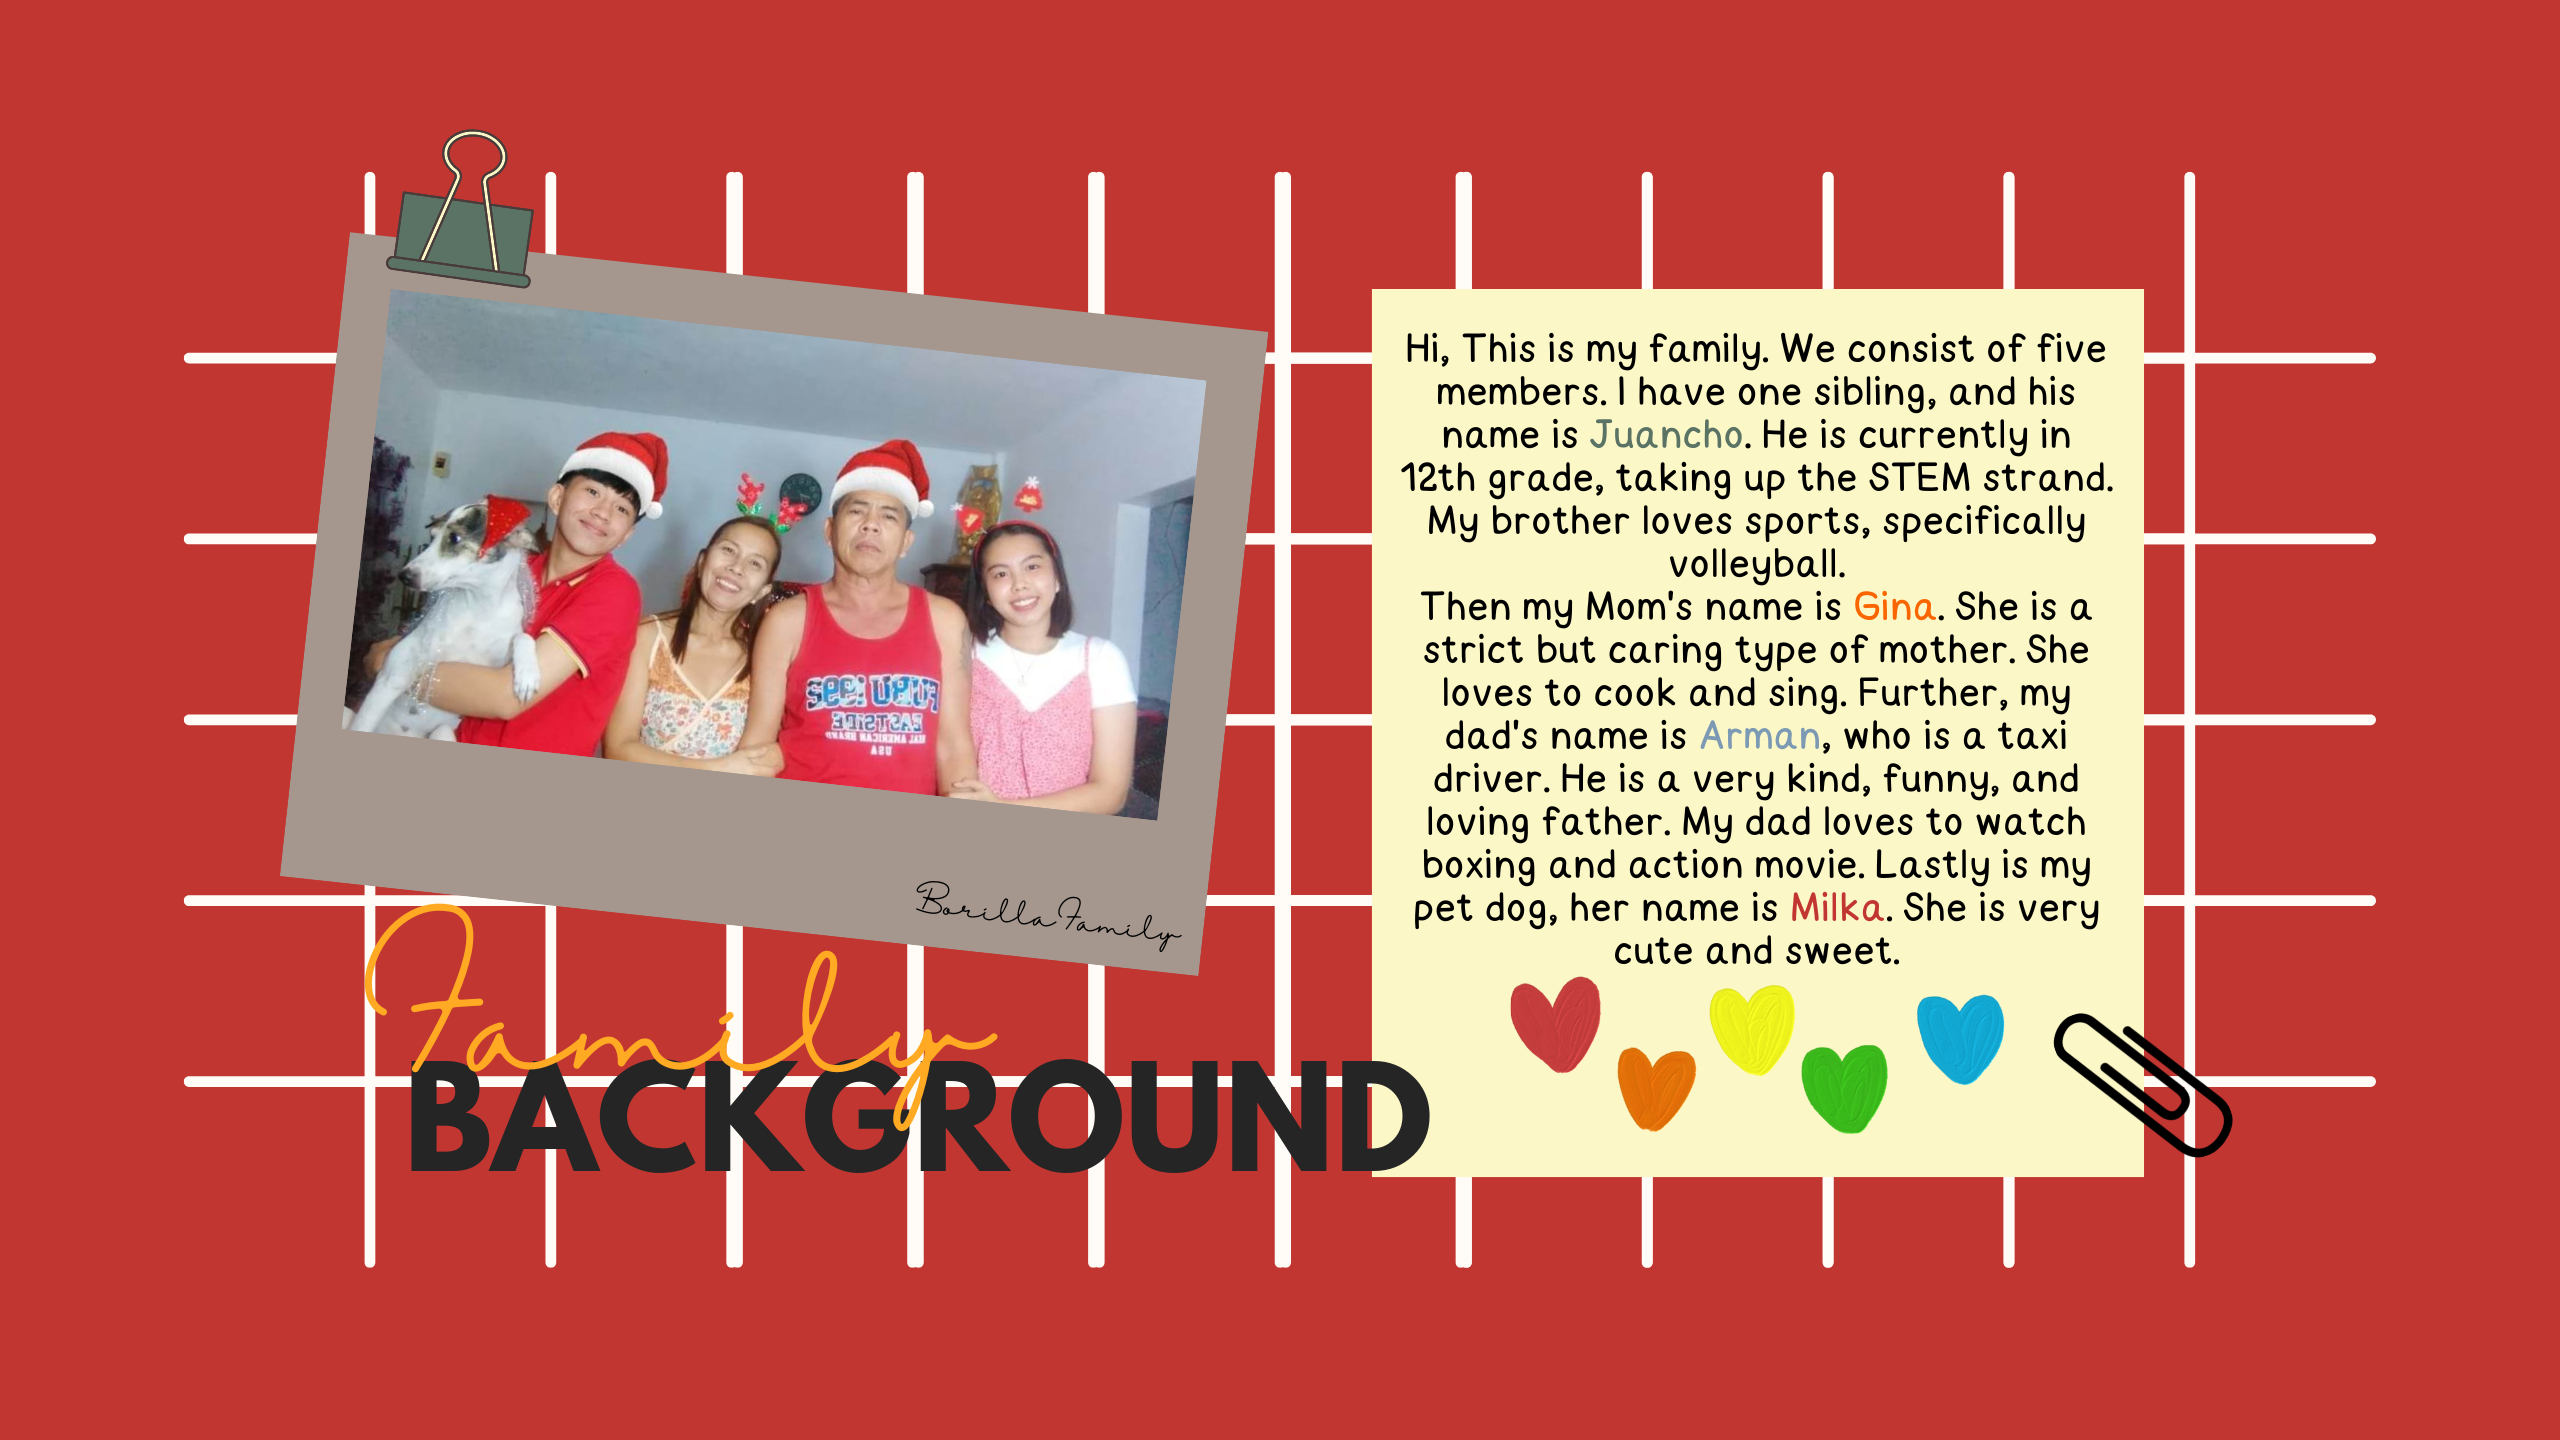 Hi, This is my family. We consist of five
members. I have one sibling, and his
name is Juancho. He is currently in
12th grade, taking up the STEM strand.
My brother loves sports, specifically
volleyball.
Then my Mom's name is Gina. She is a
strict but caring type of mother. She
loves to cook and sing. Further, my
dad's name is Arman, who is a taxi
driver. He is a very kind, funny, and
loving father. My dad loves to watch
boxing and action movie. Lastly is my
pet dog, her name is Milka. She is very
cute and sweet.
EASTSIDE
USA
Borilla Family
Family
BACKGROUND